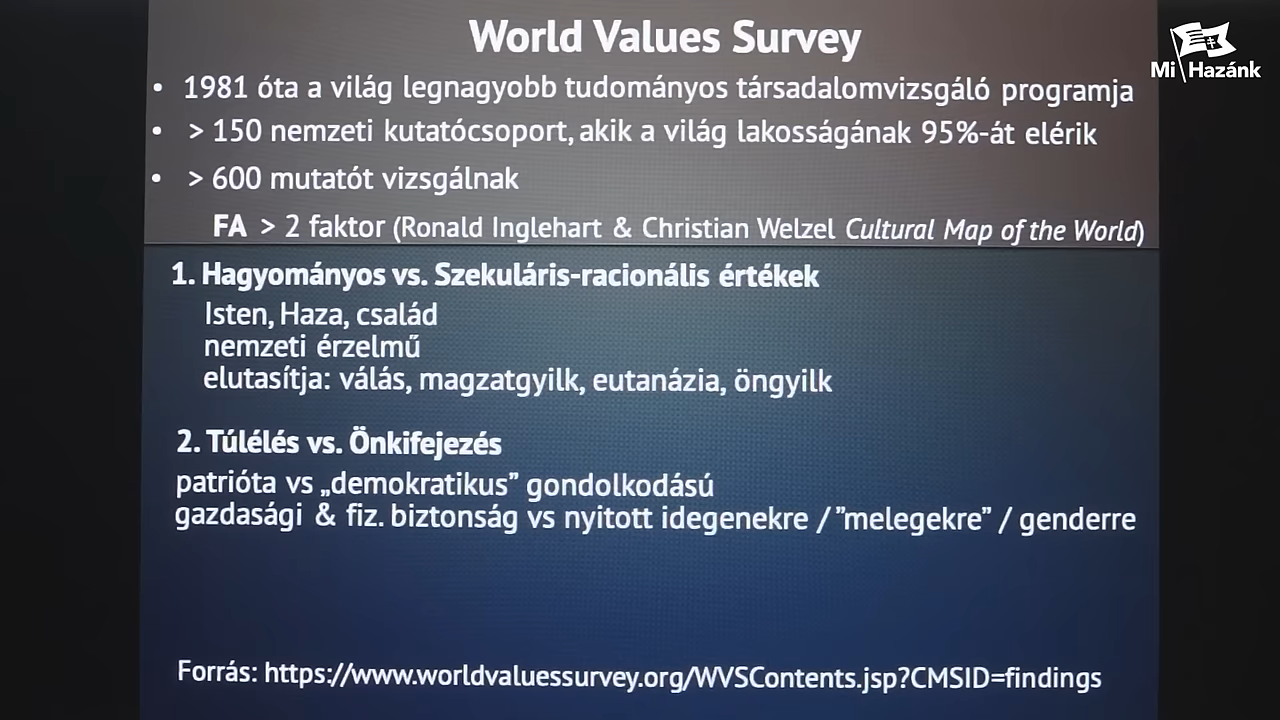 World Values Survey
Mi Hazánk
• 1981 óta a világ legnagyobb tudományos társadalomvizsgáló programja
• > 150 nemzeti kutatócsoport, akik a világ lakosságának 95%-át elérik
• > 600 mutatót vizsgálnak
FA > 2 faktor (Ronald Inglehart & Christian Welzel Cultural Map of the World)
1. Hagyományos vs. Szekuláris-racionális értékek
Isten, Haza, család
nemzeti érzelmű
elutasítja: válás, magzatgyilk, eutanázia, öngyilk
2. Túlélés vs. Önkifejezés
patrióta vs „demokratikus” gondolkodású
gazdasági & fiz. biztonság vs nyitott idegenekre / ”melegekre” / genderre
Forrás: https://www.worldvaluessurvey.org/WVSContents.jsp?CMSID=findings